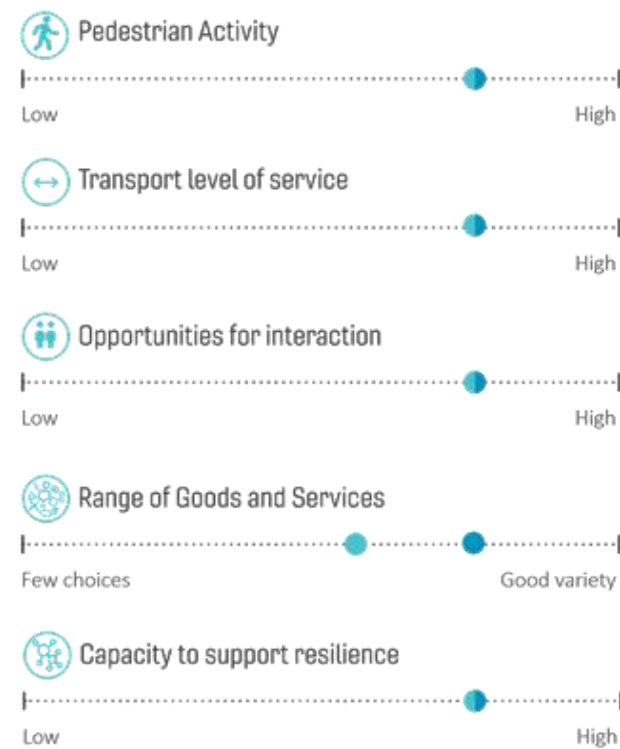 Pedestrian Activity
Low High
Transport level of service
Low High
Opportunities for interaction
Low High
Range of Goods and Services
Few choices Good variety
Capacity to support resilience
Low High